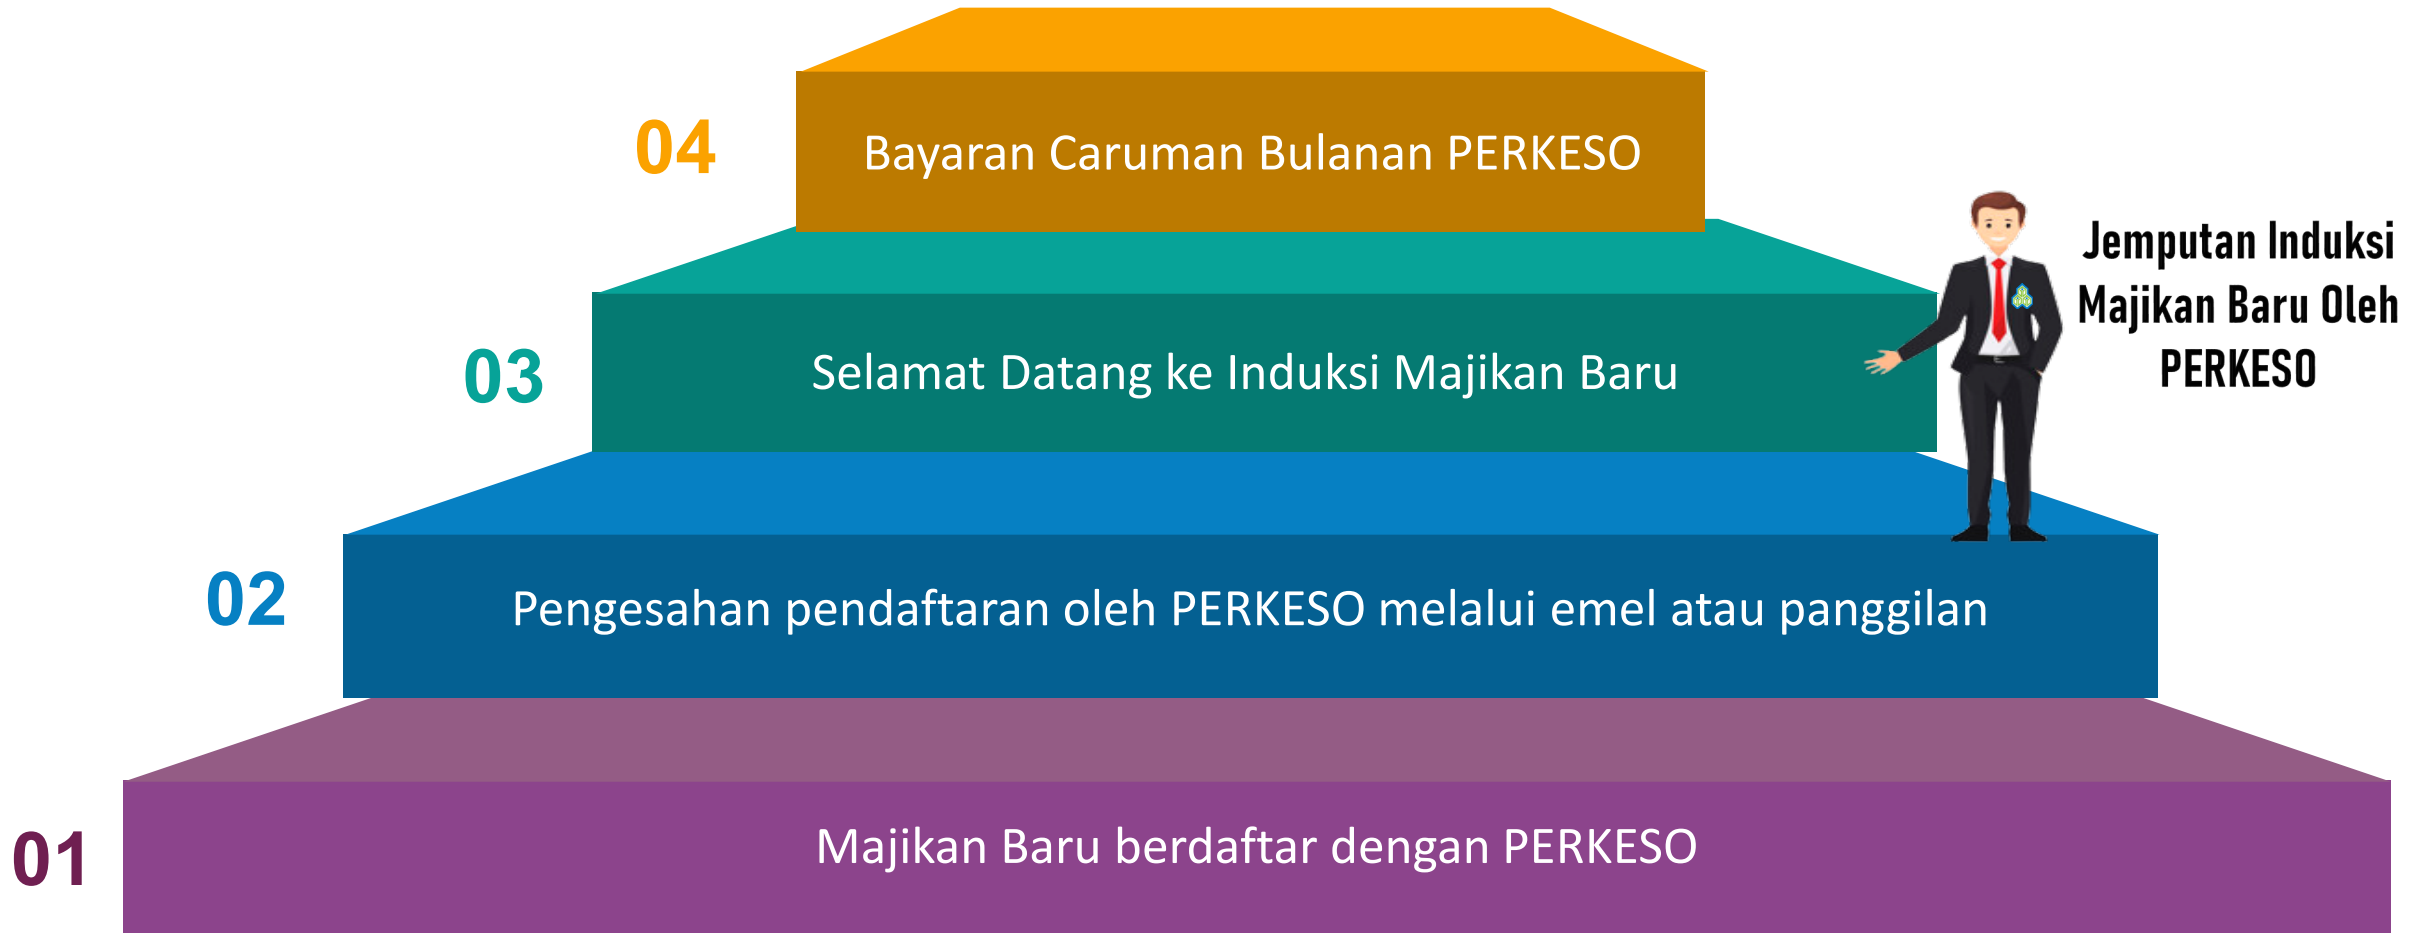 04
Bayaran Caruman Bulanan PERKESO
Jemputan Induksi
Majikan Baru Oleh
PERKESO
03
Selamat Datang ke Induksi Majikan Baru
02
Pengesahan pendaftaran oleh PERKESO melalui emel atau panggilan
01
Majikan Baru berdaftar dengan PERKESO